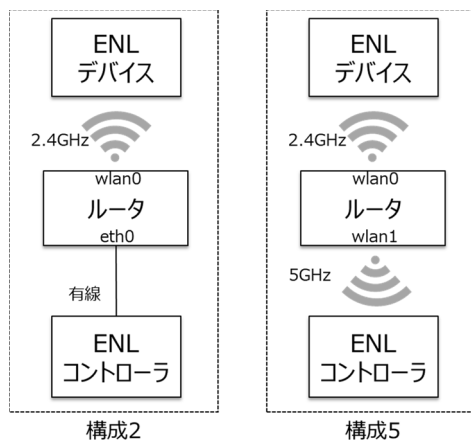 ENL
デバイス
2.4GHz
wlan0
ルータ
eth0
有線
ENL
コントローラ
構成2
ENL
デバイス
2.4GHz
wlan0
ルータ
wlan1
5GHz
ENL
コントローラ
構成5